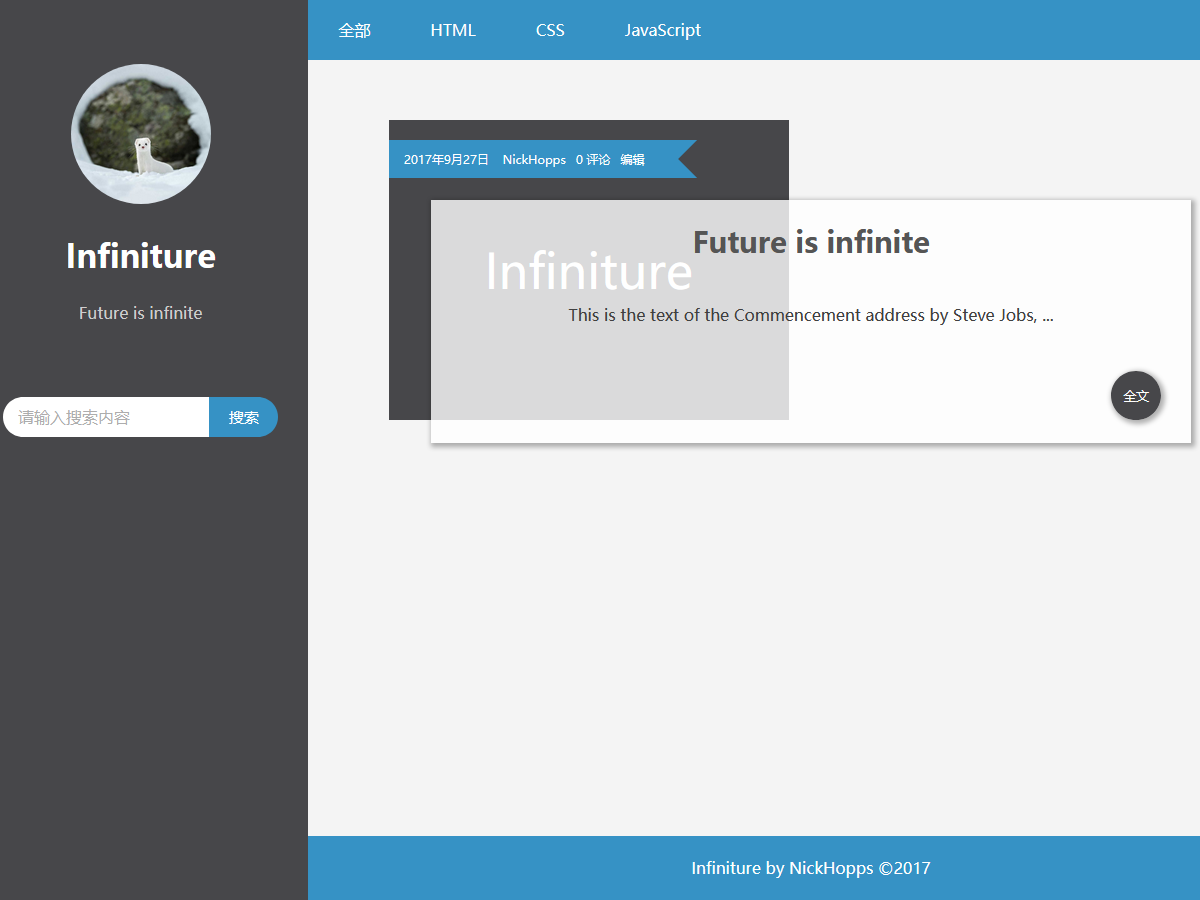 Infiniture
Future is infinite
请输入搜索内容 搜索
全部 HTML CSS JavaScript
2017年9月27日 NickHopps 0 评论 编辑
Infiniture
Future is infinite
This is the text of the Commencement address by Steve Jobs, ...
全文
Infiniture by NickHopps ©2017